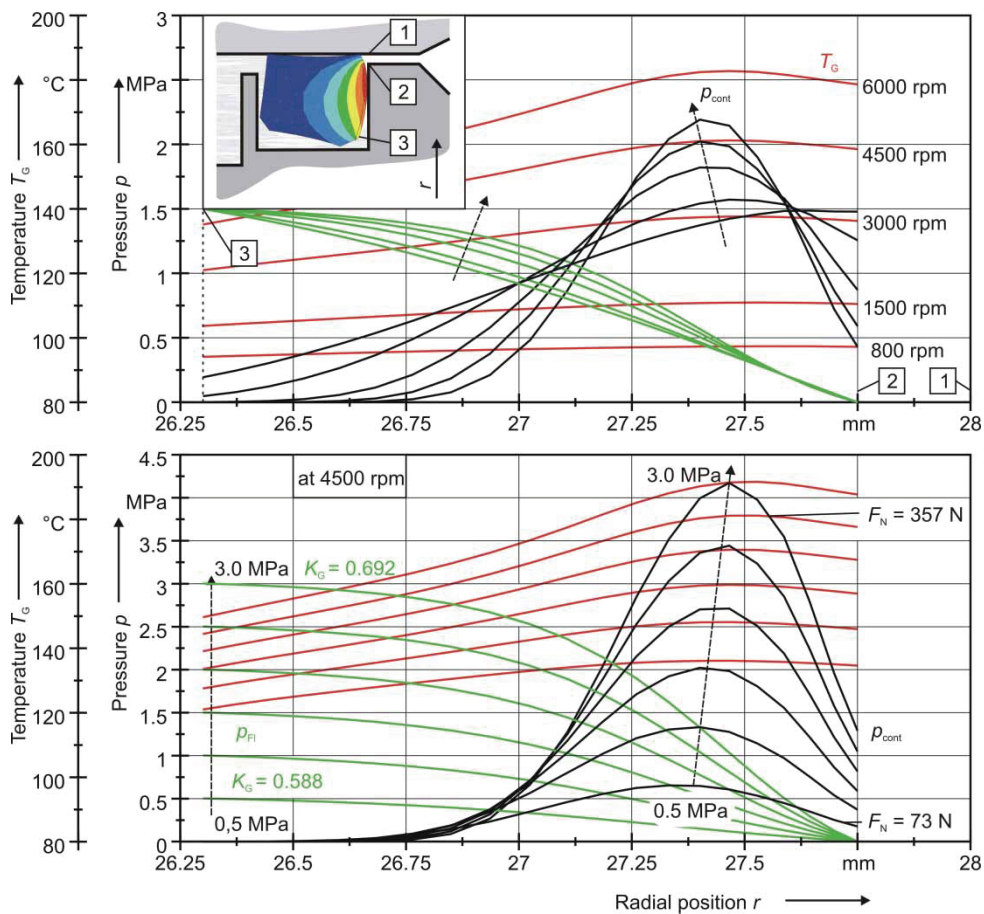 200
°C
160
140
120
100
80
Temperature T_G
3
MPa
2
1.5
1
0.5
0
Pressure p
1
2
3
r
3
p_cont
T_G
6000 rpm
4500 rpm
3000 rpm
1500 rpm
800 rpm
2
1
26.25
26.5
26.75
27
27.25
27.5
mm
28
200
°C
160
140
120
100
80
Temperature T_G
4.5
MPa
3.5
3
2.5
2
1.5
1
0.5
0
Pressure p
at 4500 rpm
3.0 MPa
K_G = 0.692
p_Fl
K_G = 0.588
0,5 MPa
3.0 MPa
F_N = 357 N
p_cont
0.5 MPa
F_N = 73 N
26.25
26.5
26.75
27
27.25
27.5
mm
28
Radial position r